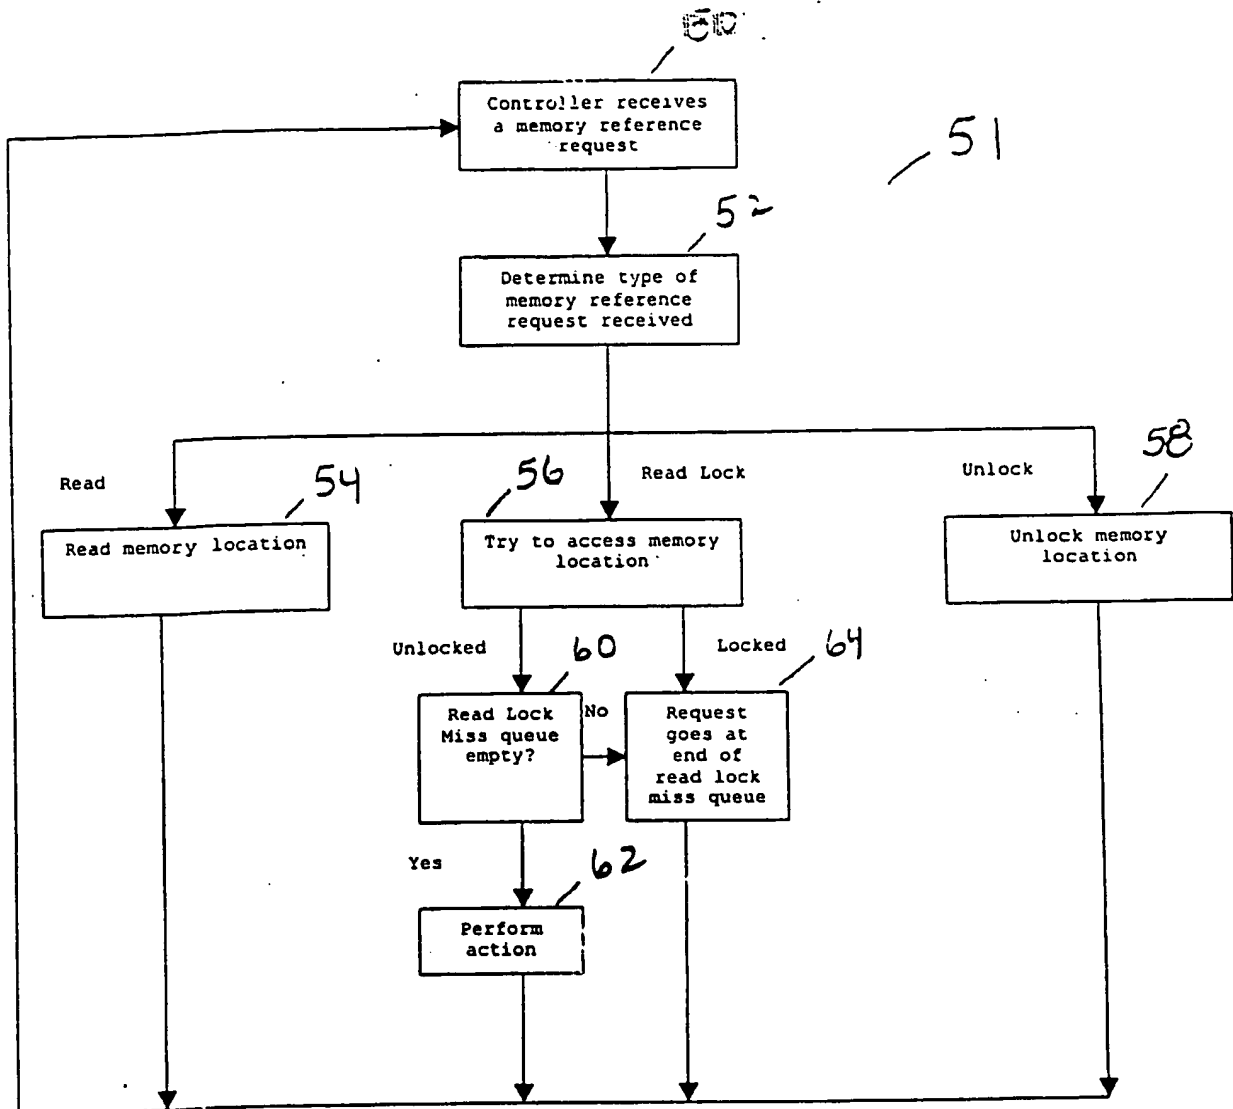 Controller receives
a memory reference
request
51
52
Determine type of
memory reference
request received
Read
54
56
Read Lock
Unlock
58
Read memory location
Try to access memory
location
Unlock memory
location
Unlocked
60
Locked
64
Read Lock
Miss queue
empty?
No
Request
goes at
end of
read lock
miss queue
Yes
62
Perform
action